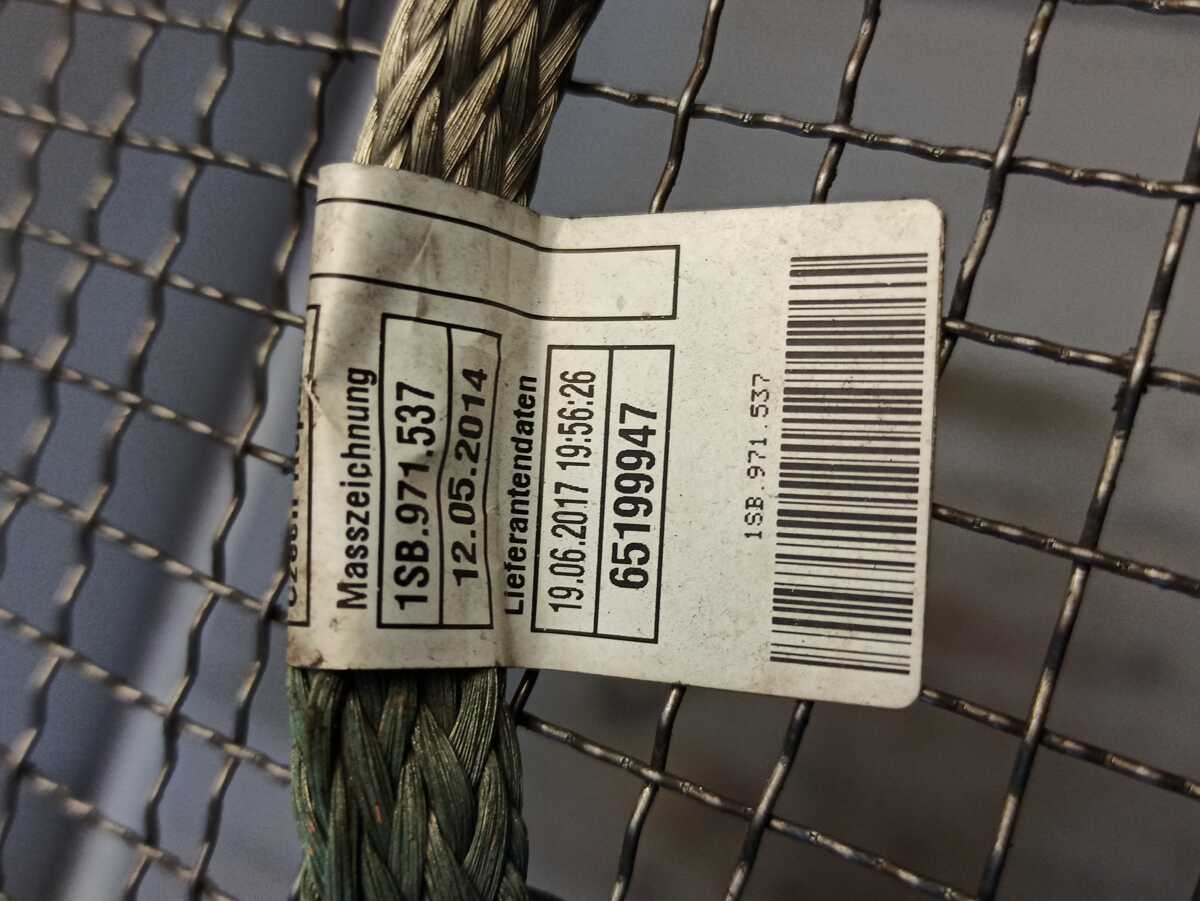 Masszeichnung
1SB.971.537
12.05.2014
Lieferantendaten
19.06.2017 19:56:26
65199947
1SB.971.537